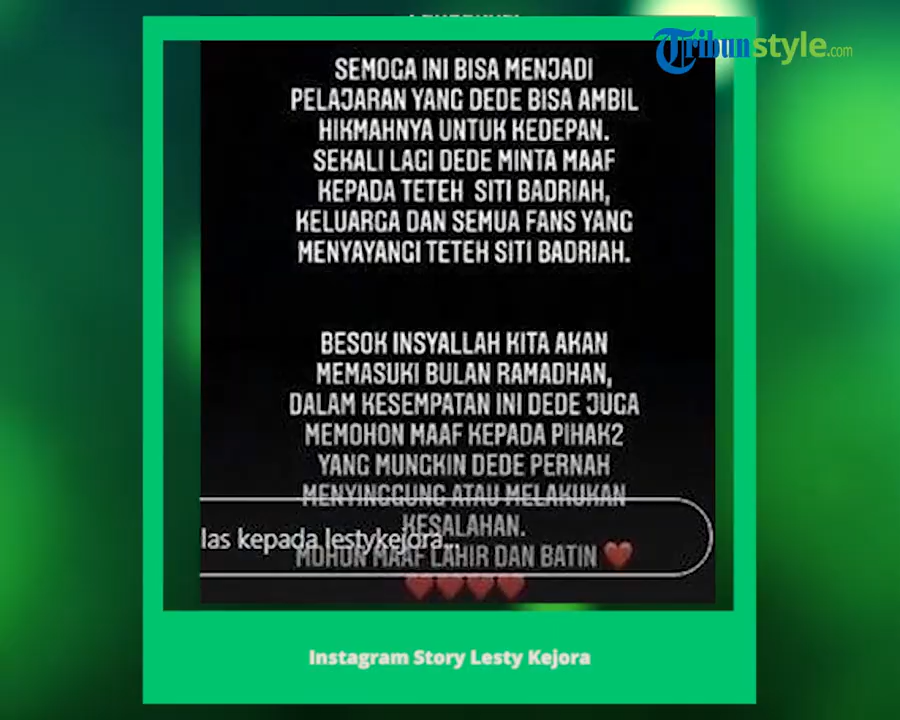 Tribunstyle.com
SEMOGA INI BISA MENJADI
PELAJARAN YANG DEDE BISA AMBIL
HIKMAHNYA UNTUK KEDEPAN.
SEKALI LAGI DEDE MINTA MAAF
KEPADA TETEH SITI BADRIAH,
KELUARGA DAN SEMUA FANS YANG
MENYAYANGI TETEH SITI BADRIAH.
BESOK INSYALLAH KITA AKAN
MEMASUKI BULAN RAMADHAN,
DALAM KESEMPATAN INI DEDE JUGA
MEMOHON MAAF KEPADA PIHAK2
YANG MUNGKIN DEDE PERNAH
MENYINGGUNG ATAU MELAKUKAN
KESALAHAN.
las kepada lestykejora...
MOHON MAAF LAHIR DAN BATIN ❤️
❤️❤️❤️❤️
Instagram Story Lesty Kejora